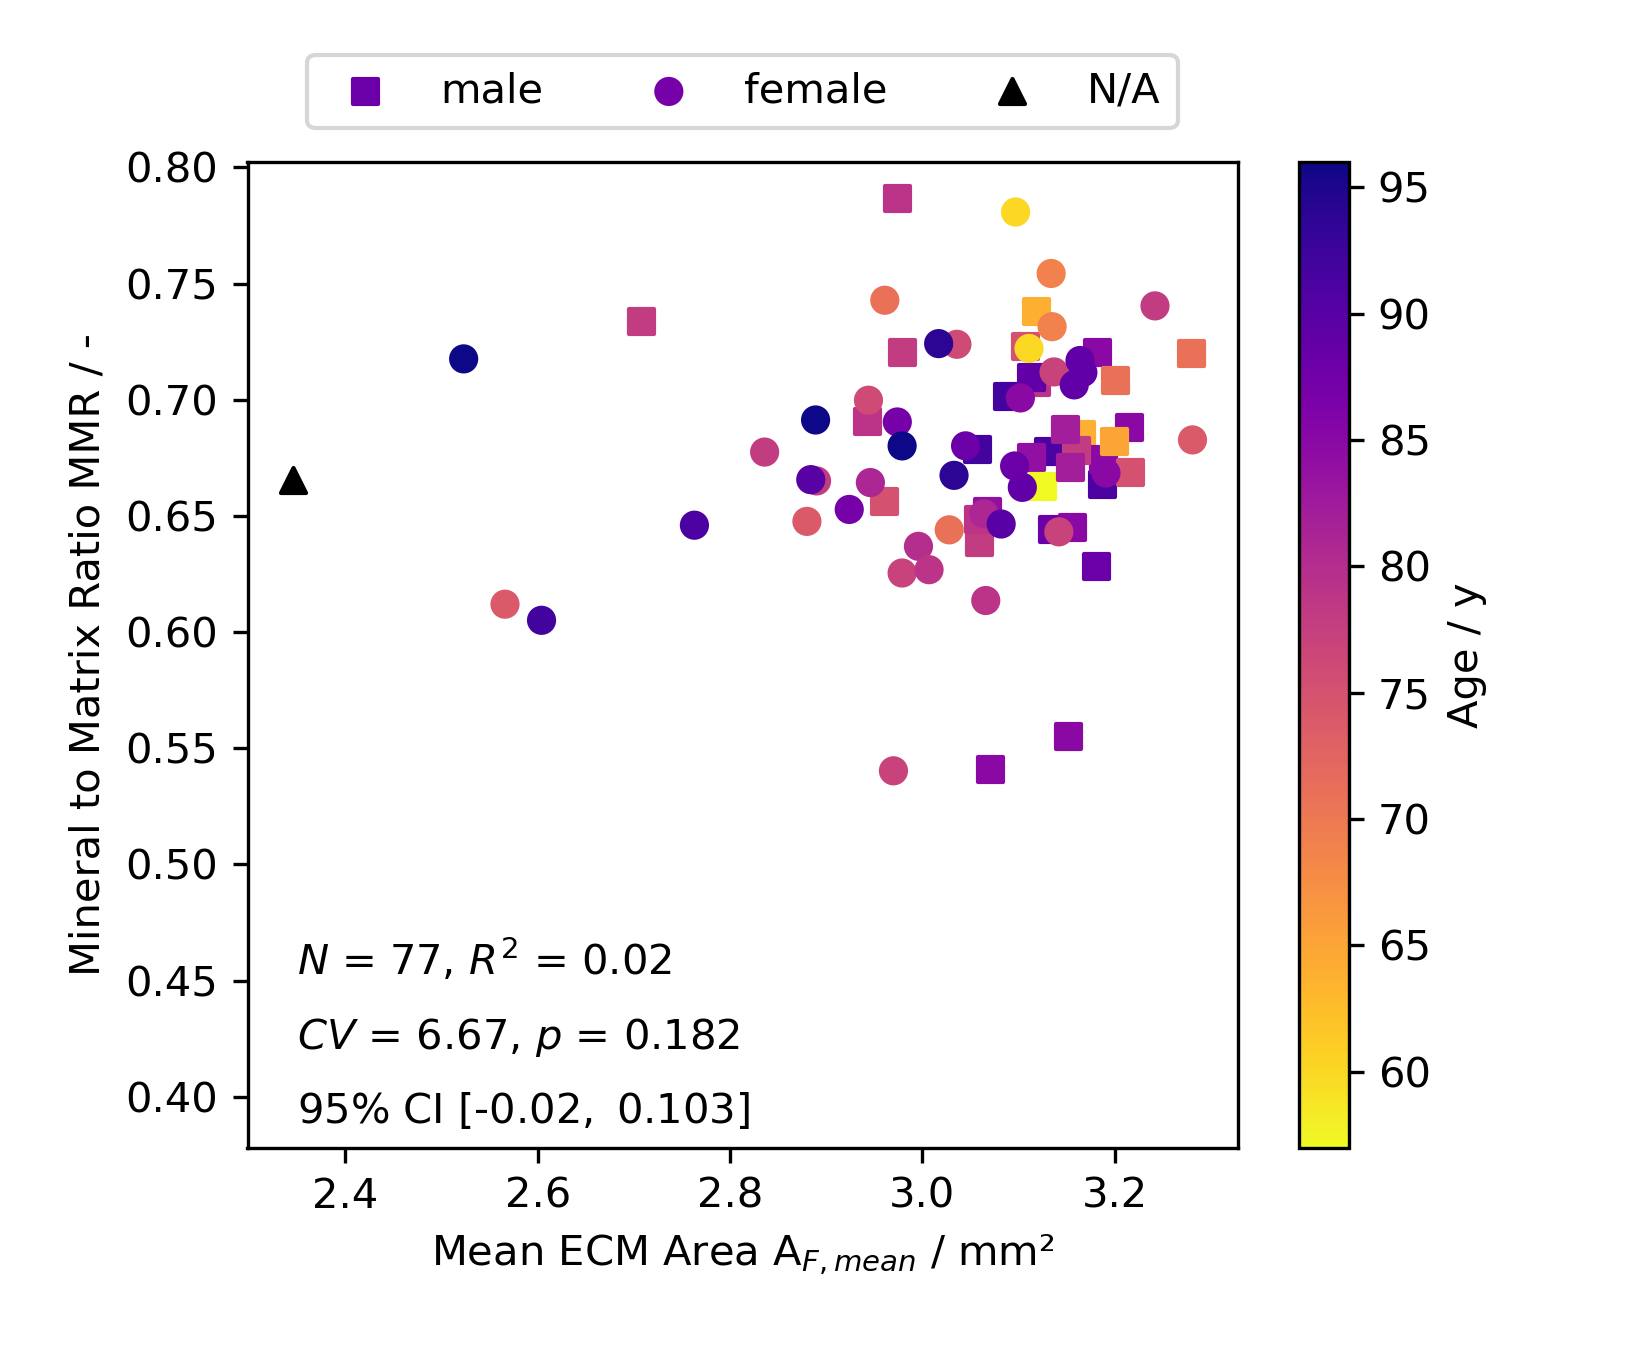 male female N/A
0.80
0.75
0.70
0.65
0.60
0.55
0.50
0.45
0.40
Mineral to Matrix Ratio MMR / -
N = 77, R² = 0.02
CV = 6.67, p = 0.182
95% CI [-0.02, 0.103]
2.4 2.6 2.8 3.0 3.2
Mean ECM Area A_F,mean / mm²
95
90
85
80
75
70
65
60
Age / y